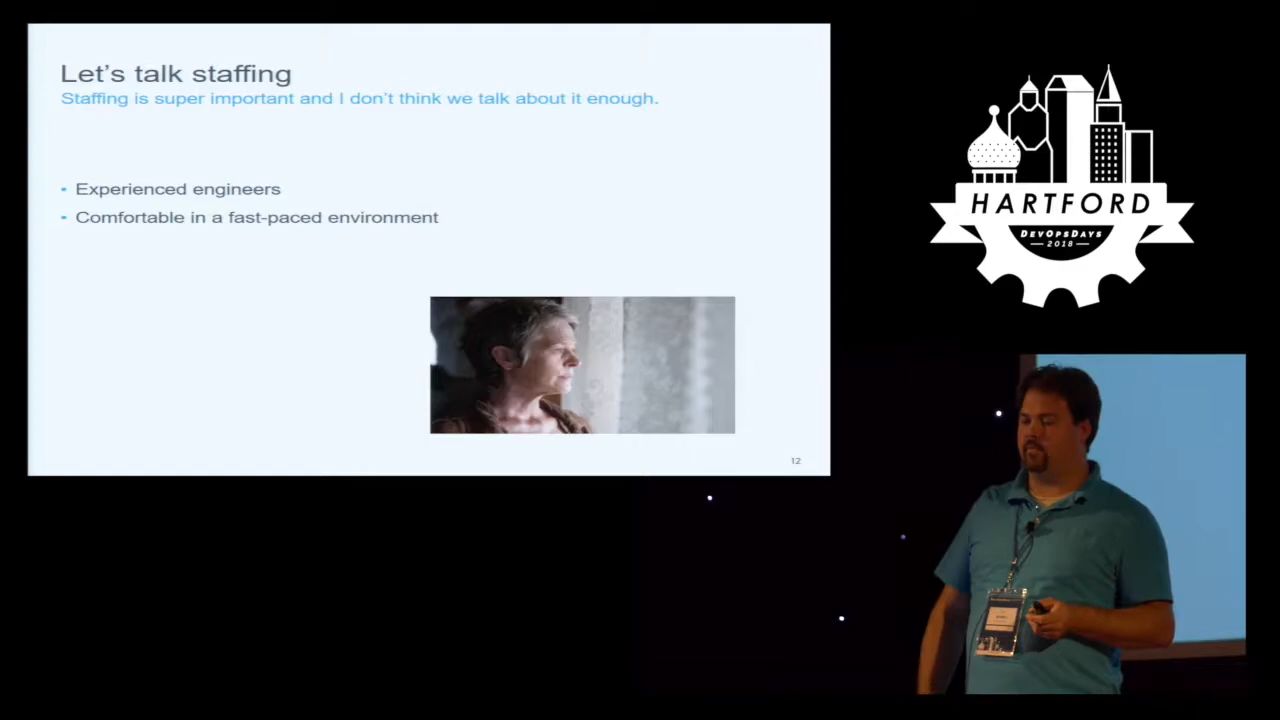 Let's talk staffing
Staffing is super important and I don't think we talk about it enough.
• Experienced engineers
• Comfortable in a fast-paced environment
12
HARTFORD
DEVOPSDAYS
2018